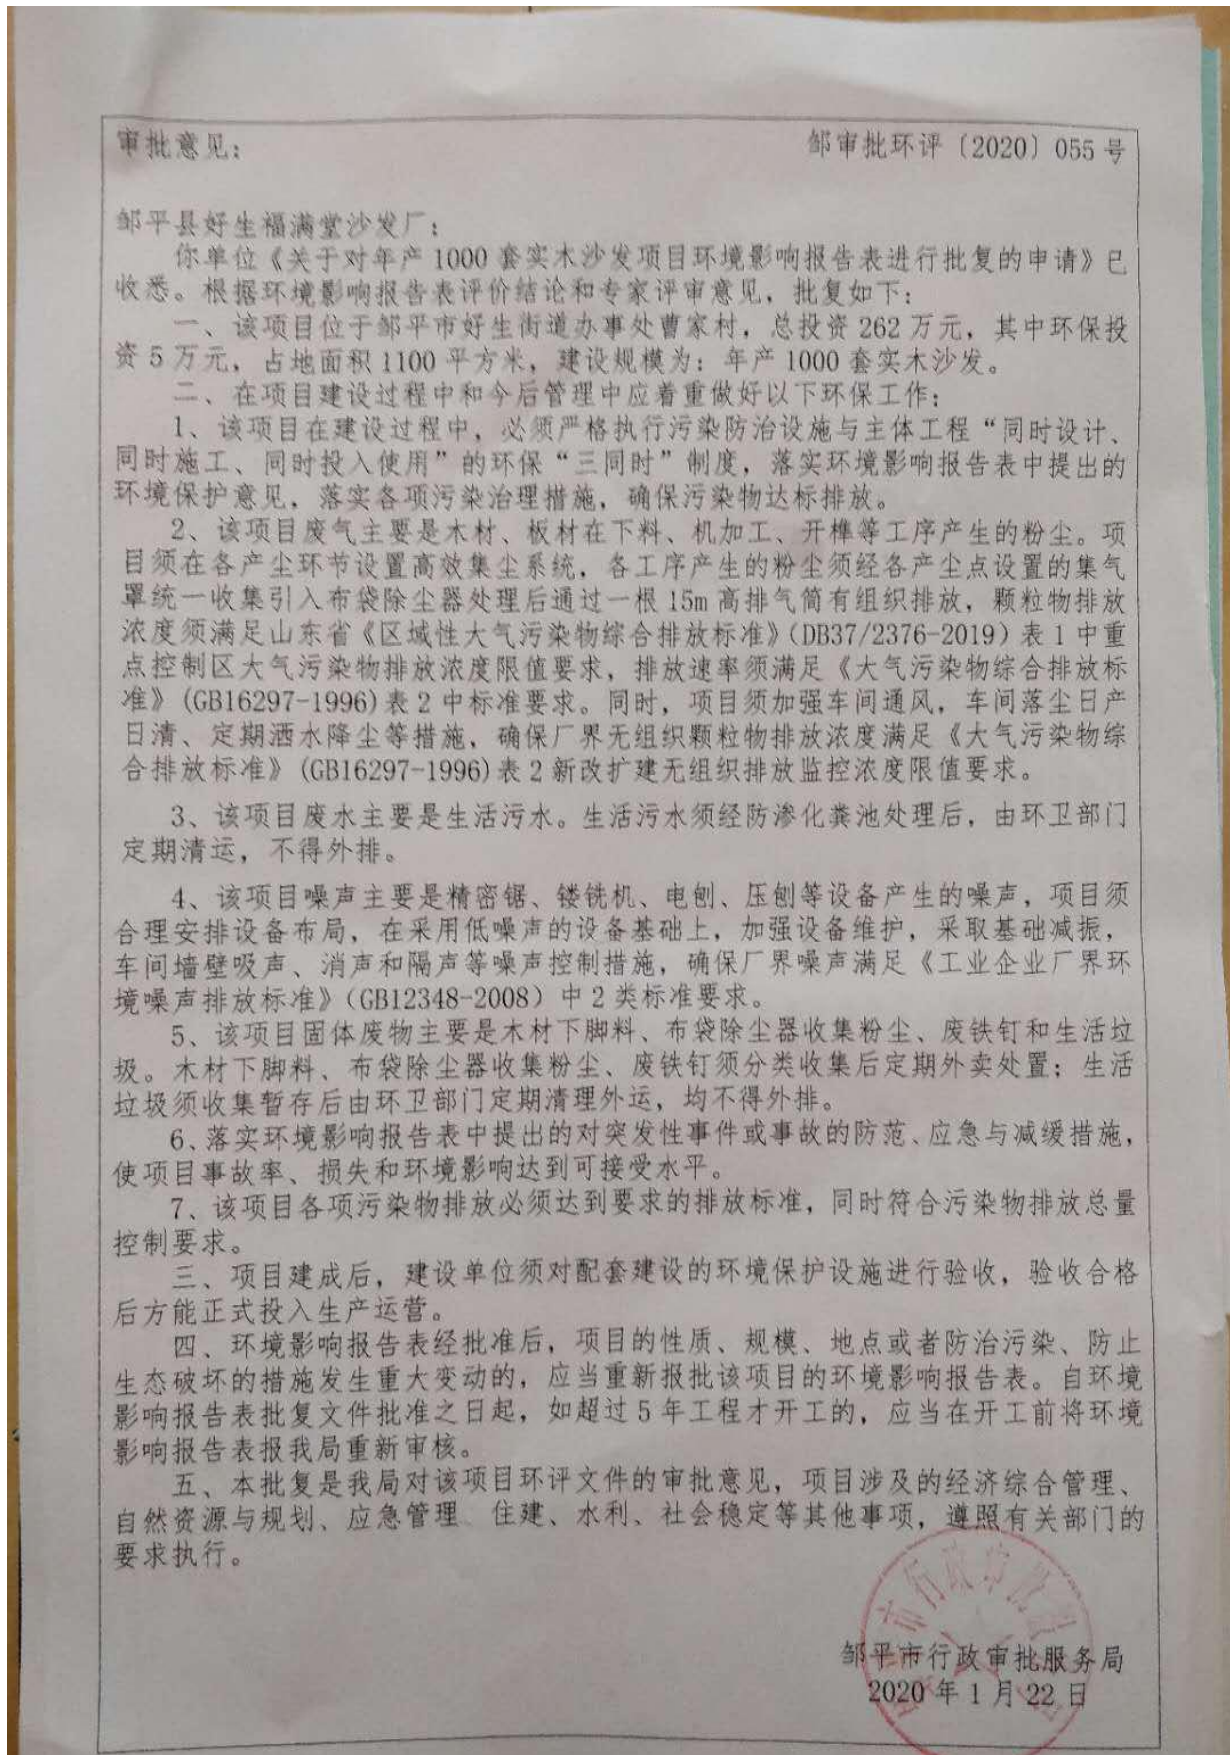 审批意见：
邹审批环评〔2020〕055号
邹平县好生福满堂沙发厂：
你单位《关于对年产1000套实木沙发项目环境影响报告表进行批复的申请》已
收悉。根据环境影响报告表评价结论和专家评审意见，批复如下：
一、该项目位于邹平市好生街道办事处曹家村，总投资262万元，其中环保投
资5万元，占地面积1100平方米，建设规模为：年产1000套实木沙发。
二、在项目建设过程中和今后管理中应着重做好以下环保工作：
1、该项目在建设过程中，必须严格执行污染防治设施与主体工程“同时设计、
同时施工、同时投入使用”的环保“三同时”制度，落实环境影响报告表中提出的
环境保护意见，落实各项污染治理措施，确保污染物达标排放。
2、该项目废气主要是木材、板材在下料、机加工、开榫等工序产生的粉尘。项
目须在各产尘环节设置高效集尘系统，各工序产生的粉尘须经各产尘点设置的集气
罩统一收集引入布袋除尘器处理后通过一根15m高排气筒有组织排放，颗粒物排放
浓度须满足山东省《区域性大气污染物综合排放标准》（DB37/2376-2019）表1中重
点控制区大气污染物排放浓度限值要求，排放速率须满足《大气污染物综合排放标
准》（GB16297-1996)表2中标准要求。同时，项目须加强车间通风，车间落尘日产
日清、定期洒水降尘等措施，确保厂界无组织颗粒物排放浓度满足《大气污染物综
合排放标准》（GB16297-1996)表2新改扩建无组织排放监控浓度限值要求。
3、该项目废水主要是生活污水。生活污水须经防渗化粪池处理后，由环卫部门
定期清运，不得外排。
4、该项目噪声主要是精密锯、镂铣机、电刨、压刨等设备产生的噪声，项目须
合理安排设备布局，在采用低噪声的设备基础上，加强设备维护，采取基础减振，
车间墙壁吸声、消声和隔声等噪声控制措施，确保厂界噪声满足《工业企业厂界环
境噪声排放标准》（GB12348-2008）中2类标准要求。
5、该项目固体废物主要是木材下脚料、布袋除尘器收集粉尘、废铁钉和生活垃
圾。木材下脚料、布袋除尘器收集粉尘、废铁钉须分类收集后定期外卖处置；生活
垃圾须收集暂存后由环卫部门定期清理外运，均不得外排。
6、落实环境影响报告表中提出的对突发性事件或事故的防范、应急与减缓措施，
使项目事故率、损失和环境影响达到可接受水平。
7、该项目各项污染物排放必须达到要求的排放标准，同时符合污染物排放总量
控制要求。
三、项目建成后，建设单位须对配套建设的环境保护设施进行验收，验收合格
后方能正式投入生产运营。
四、环境影响报告表经批准后，项目的性质、规模、地点或者防治污染、防止
生态破坏的措施发生重大变动的，应当重新报批该项目的环境影响报告表。自环境
影响报告表批复文件批准之日起，如超过5年工程才开工的，应当在开工前将环境
影响报告表报我局重新审核。
五、本批复是我局对该项目环评文件的审批意见，项目涉及的经济综合管理、
自然资源与规划、应急管理 住建、水利、社会稳定等其他事项，遵照有关部门的
要求执行。
邹平市行政审批服务局
2020年1月22日